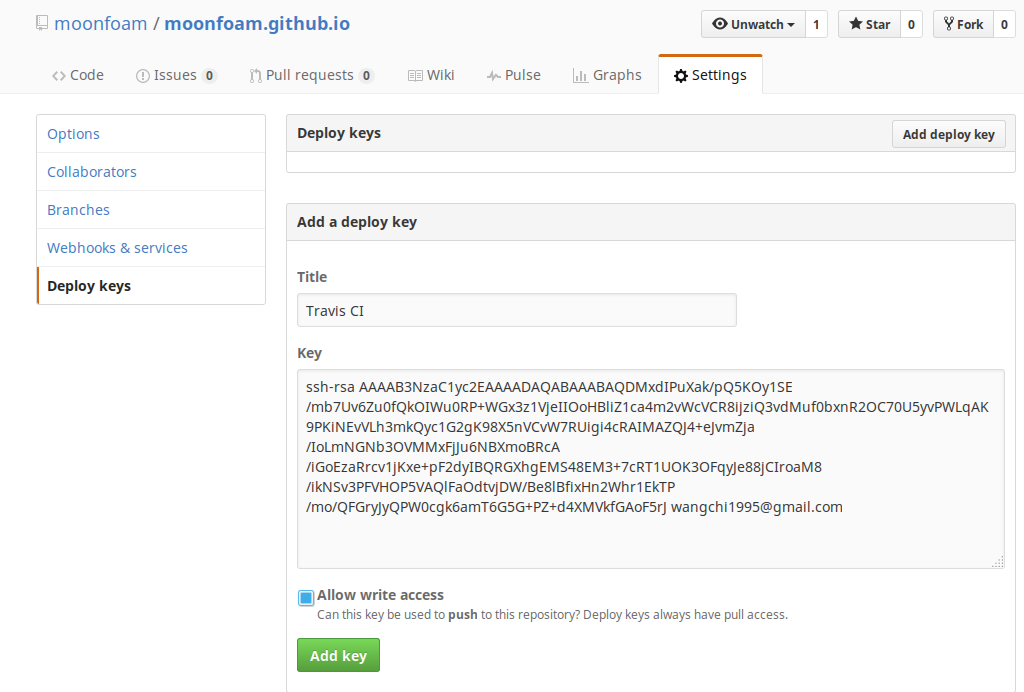 moonfoam / moonfoam.github.io
Unwatch 1
Star 0
Fork 0
Code
Issues 0
Pull requests 0
Wiki
Pulse
Graphs
Settings
Options
Collaborators
Branches
Webhooks & services
Deploy keys
Deploy keys
Add deploy key
Add a deploy key
Title
Travis CI
Key
ssh-rsa AAAAB3NzaC1yc2EAAAADAQABAAABAQDMxdIPuXak/pQ5KOy1SE
/mb7Uv6Zu0fQkOIWu0RP+WGx3z1VjeIIOoHBliZ1ca4m2vWcVCR8iJziQ3vdMuf0bxnR2OC70U5yvPWLqAK
9PKiNEvVLh3mkQyc1G2gK98X5nVCvW7RUigi4cRAIMAZQJ4+eJvmZja
/IoLmNGNb3OVMMxFjJu6NBXmoBRcA
/iGoEzaRrcv1jKxe+pF2dyIBQRGXhgEMS48EM3+7cRT1UOK3OFqyJe88jCIroaM8
/ikNSv3PFVHOP5VAQlFaOdtvjDW/Be8lBfixHn2Whr1EkTP
/mo/QFGryJyQPW0cgk6amT6G5G+PZ+d4XMVkfGAoF5rJ wangchi1995@gmail.com
Allow write access
Can this key be used to push to this repository? Deploy keys always have pull access.
Add key